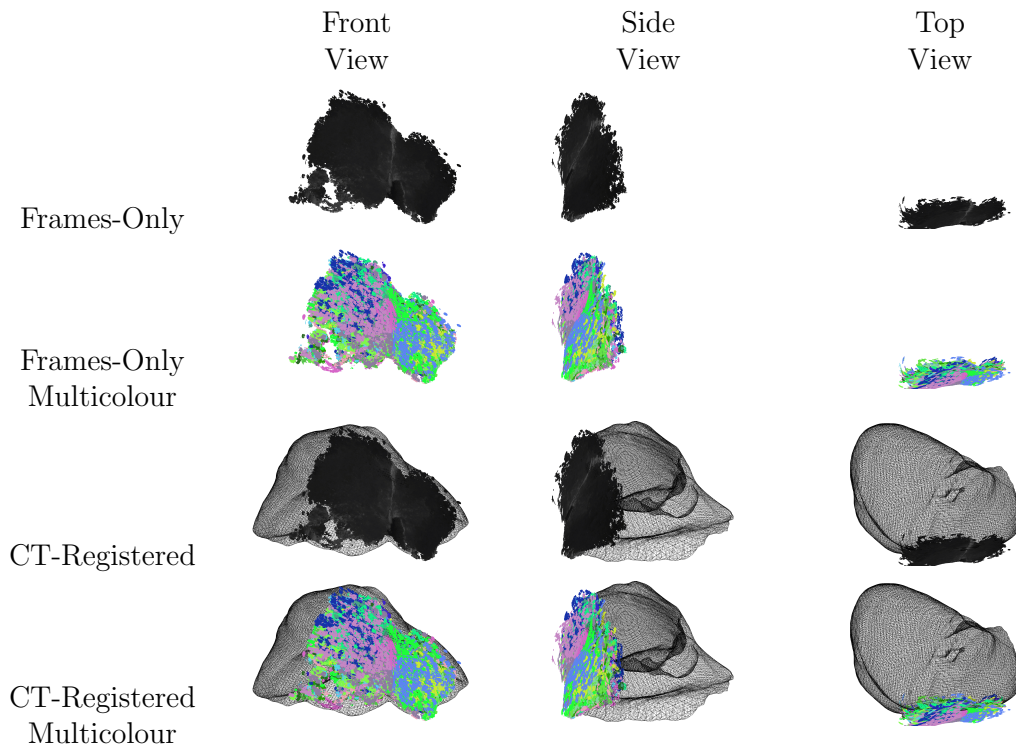 Front
View
Side
View
Top
View
Frames-Only
Frames-Only
Multicolour
CT-Registered
CT-Registered
Multicolour